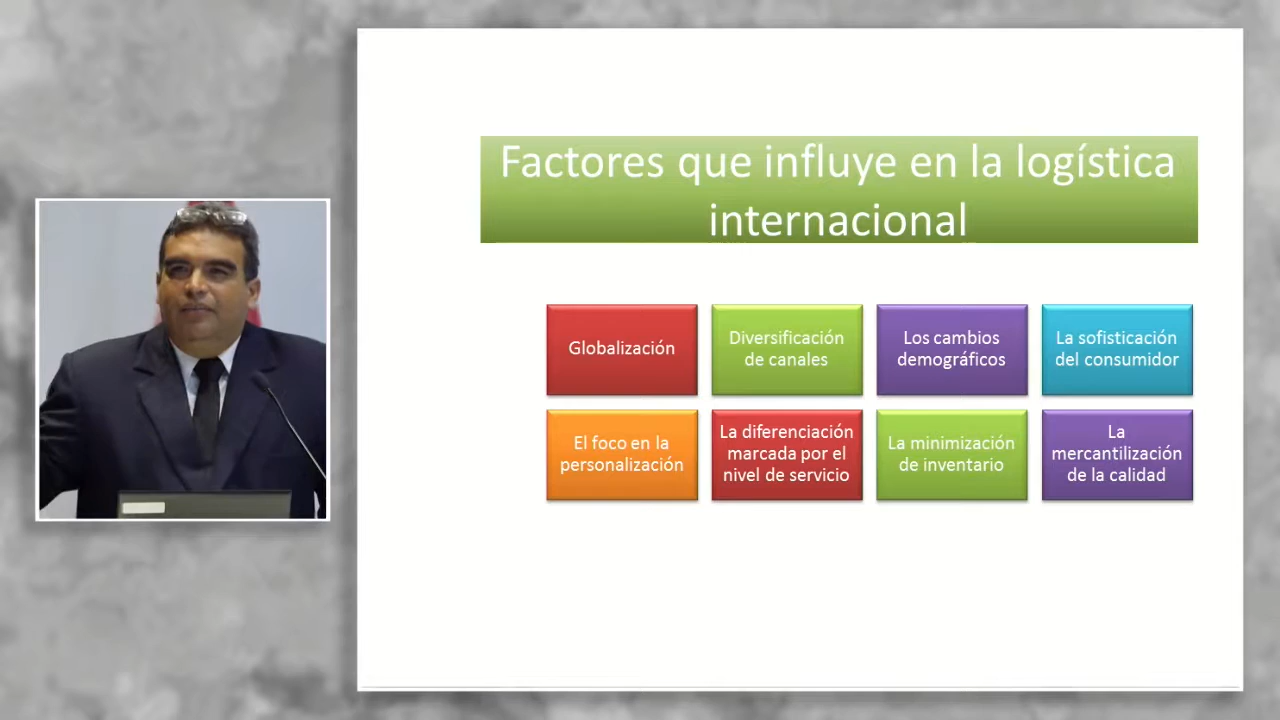 Factores que influye en la logística
internacional
Globalización
Diversificación
de canales
Los cambios
demográficos
La sofisticación
del consumidor
El foco en la
personalización
La diferenciación
marcada por el
nivel de servicio
La minimización
de inventario
La
mercantilización
de la calidad